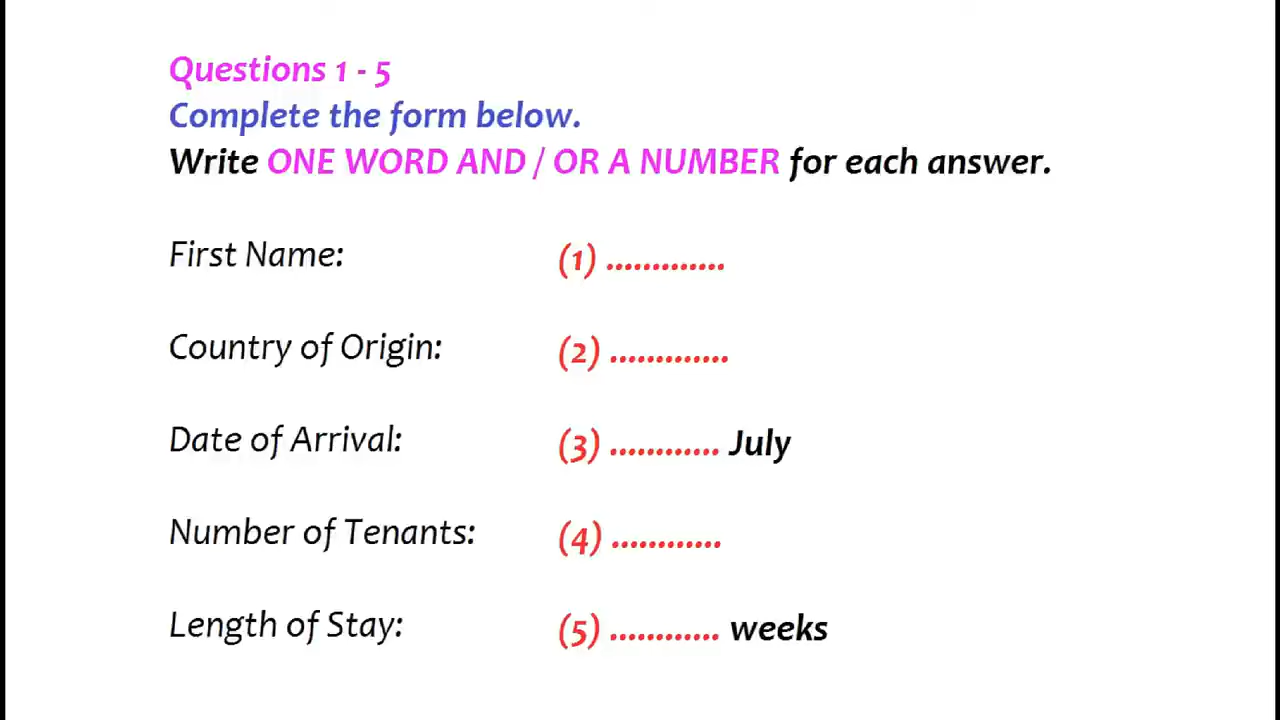 Questions 1 - 5
Complete the form below.
Write ONE WORD AND / OR A NUMBER for each answer.
First Name: (1) .............
Country of Origin: (2) .............
Date of Arrival: (3) ............ July
Number of Tenants: (4) ............
Length of Stay: (5) ............ weeks